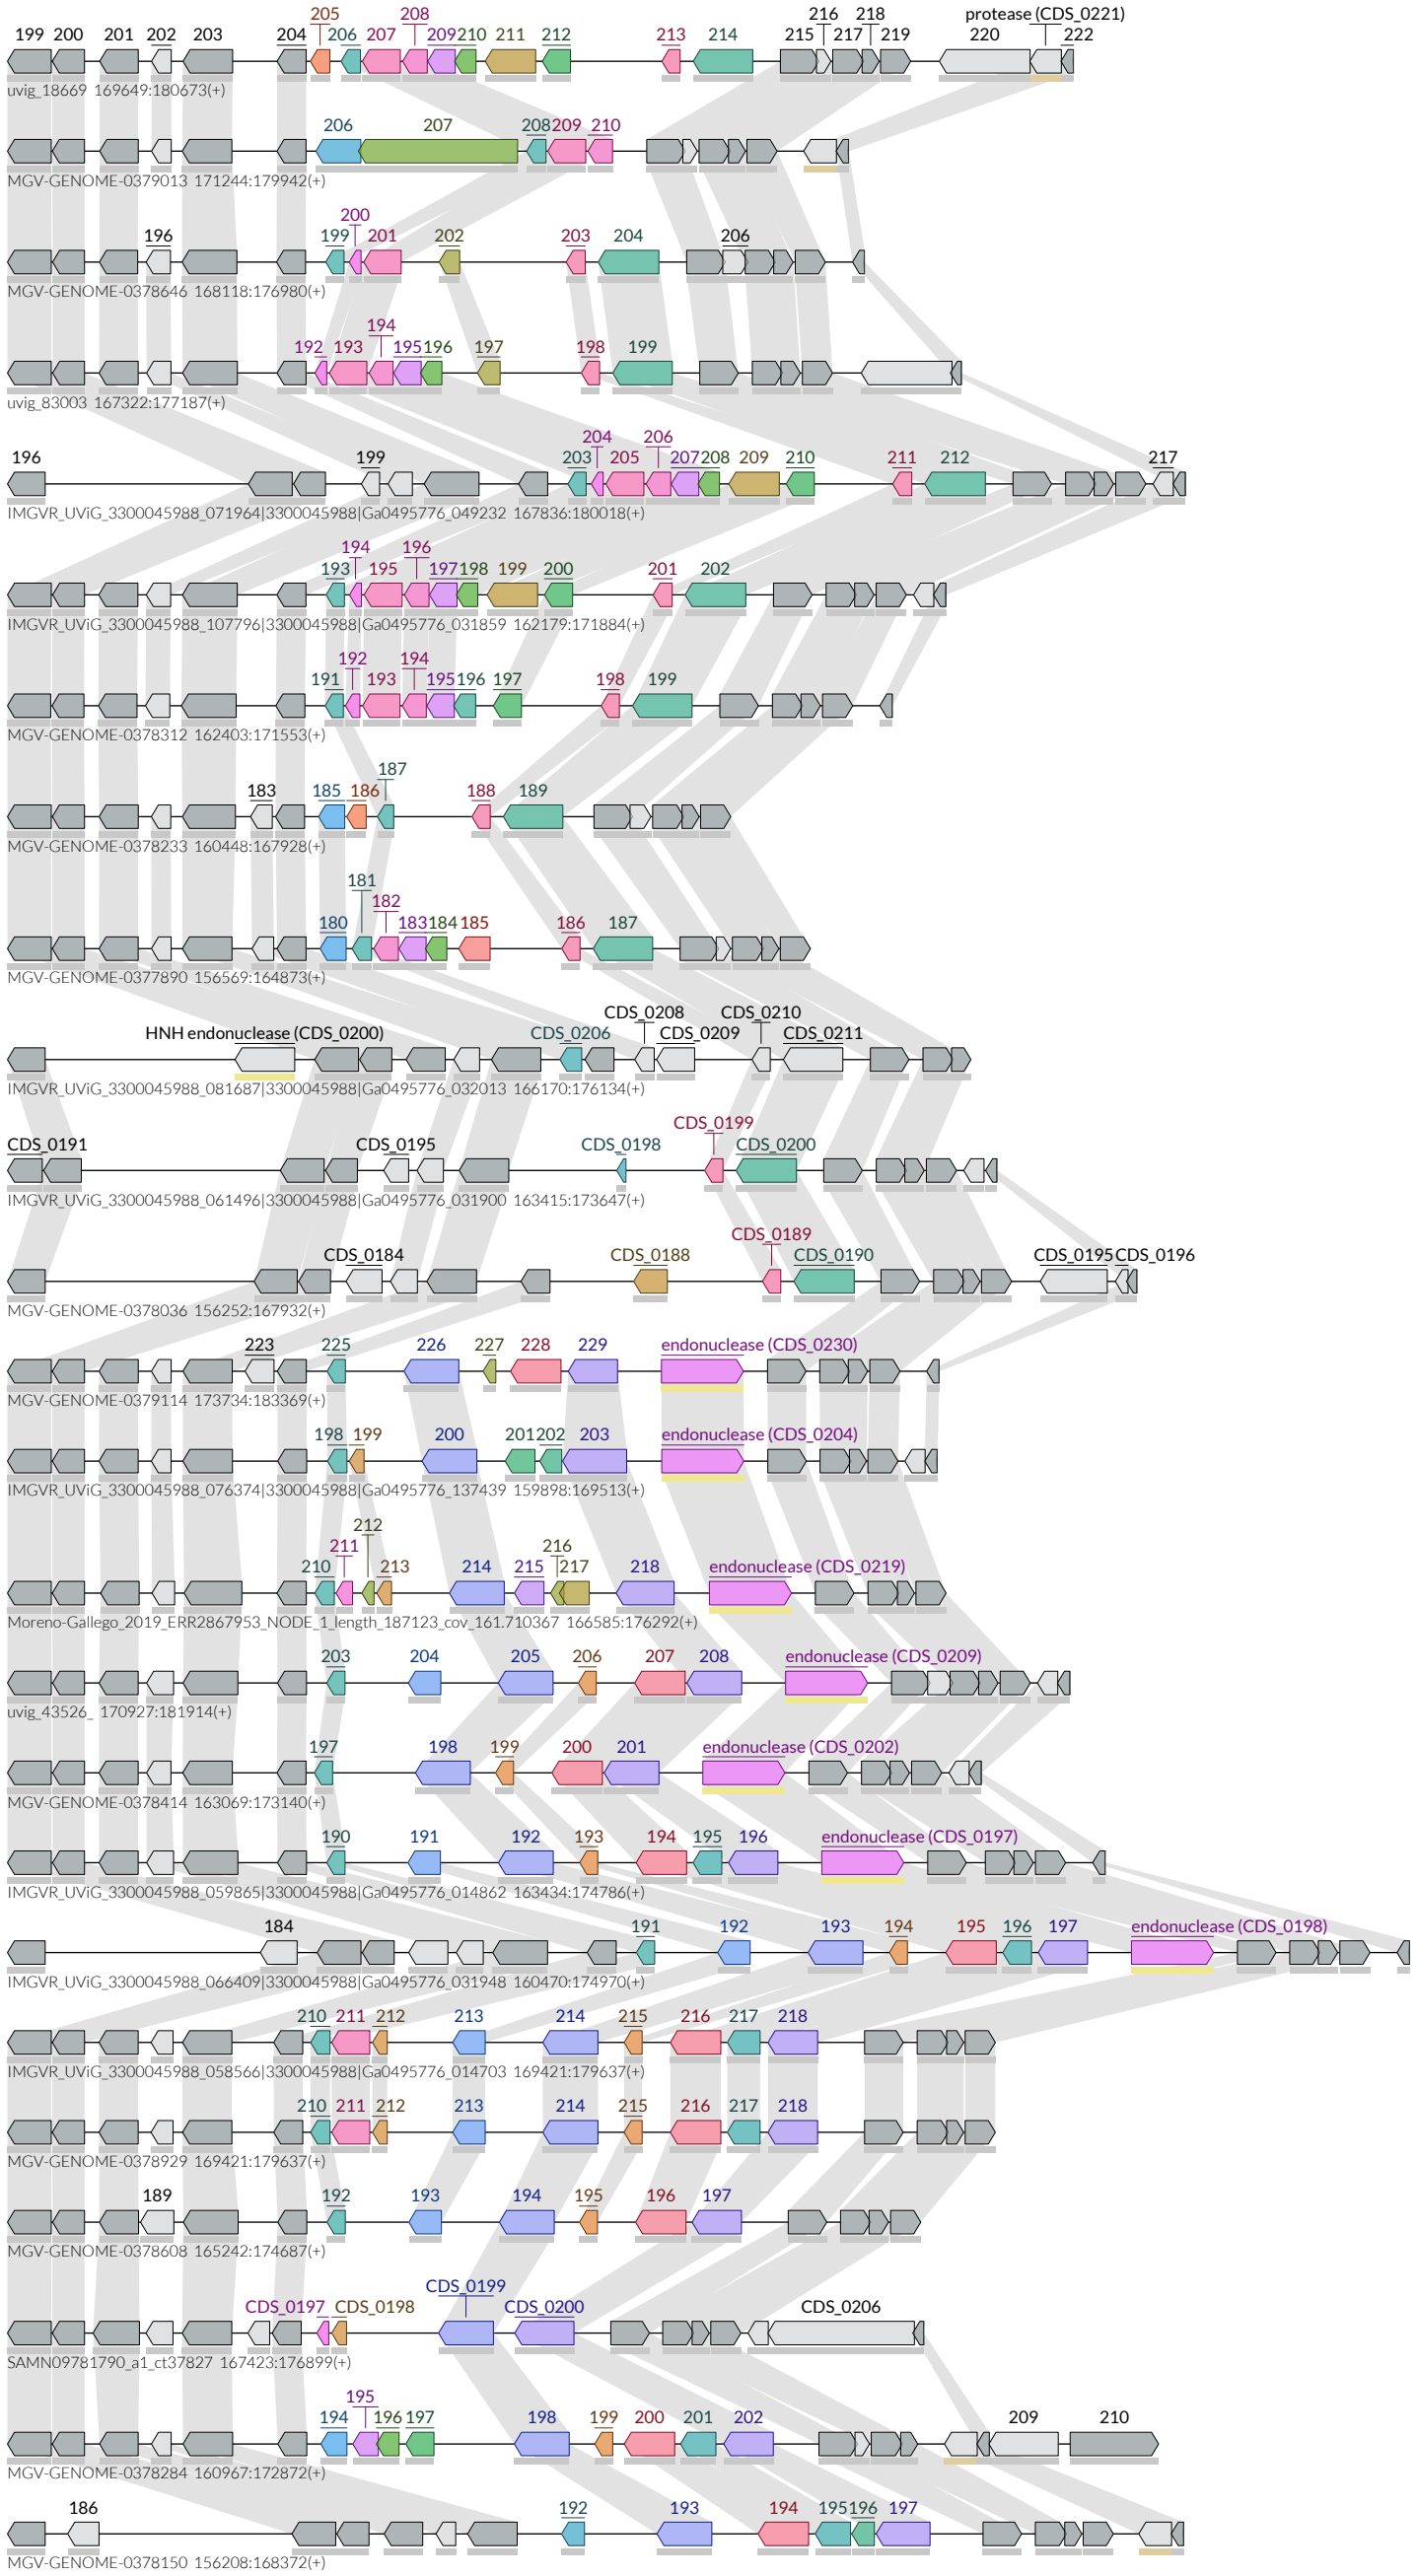 205 208 216 218 protease (CDS_0221)
199 200 201 202 203 204 206 207 209 210 211 212 213 214 215 217 219 220 222
uvig_18669 169649:180673(+)
206 207 208 209 210
MGV-GENOME-0379013 171244:179942(+)
200
196 199 201 202 203 204 206
MGV-GENOME-0378646 168118:176980(+)
194
192 193 195 196 197 198 199
uvig_83003 167322:177187(+)
204 206
196 199 203 205 207 208 209 210 211 212 217
IMGVR_UViG_3300045988_071964|3300045988|Ga0495776_049232 167836:180018(+)
194 196
193 195 197 198 199 200 201 202
IMGVR_UViG_3300045988_107796|3300045988|Ga0495776_031859 162179:171884(+)
192 194
191 193 195 196 197 198 199
MGV-GENOME-0378312 162403:171553(+)
187
183 185 186 188 189
MGV-GENOME-0378233 160448:167928(+)
181
182
180 183 184 185 186 187
MGV-GENOME-0377890 156569:164873(+)
CDS_0208 CDS_0210
HNH endonuclease (CDS_0200) CDS_0206 CDS_0209 CDS_0211
IMGVR_UViG_3300045988_081687|3300045988|Ga0495776_032013 166170:176134(+)
CDS_0199
CDS_0191 CDS_0195 CDS_0198 CDS_0200
IMGVR_UViG_3300045988_061496|3300045988|Ga0495776_031900 163415:173647(+)
CDS_0189
CDS_0184 CDS_0188 CDS_0190 CDS_0195 CDS_0196
MGV-GENOME-0378036 156252:167932(+)
223 225 226 227 228 229 endonuclease (CDS_0230)
MGV-GENOME-0379114 173734:183369(+)
198 199 200 201 202 203 endonuclease (CDS_0204)
IMGVR_UViG_3300045988_076374|3300045988|Ga0495776_137439 159898:169513(+)
212
211 216
210 213 214 215 217 218 endonuclease (CDS_0219)
Moreno-Gallego_2019_ERR2867953_NODE_1_length_187123_cov_161.710367 166585:176292(+)
203 204 205 206 207 208 endonuclease (CDS_0209)
uvig_43526_ 170927:181914(+)
197 198 199 200 201 endonuclease (CDS_0202)
MGV-GENOME-0378414 163069:173140(+)
190 191 192 193 194 195 196 endonuclease (CDS_0197)
IMGVR_UViG_3300045988_059865|3300045988|Ga0495776_014862 163434:174786(+)
184 191 192 193 194 195 196 197 endonuclease (CDS_0198)
IMGVR_UViG_3300045988_066409|3300045988|Ga0495776_031948 160470:174970(+)
210 211 212 213 214 215 216 217 218
IMGVR_UViG_3300045988_058566|3300045988|Ga0495776_014703 169421:179637(+)
210 211 212 213 214 215 216 217 218
MGV-GENOME-0378929 169421:179637(+)
189 192 193 194 195 196 197
MGV-GENOME-0378608 165242:174687(+)
CDS_0199
CDS_0197 CDS_0198 CDS_0200 CDS_0206
SAMN09781790_a1_ct37827 167423:176899(+)
195
194 196 197 198 199 200 201 202 209 210
MGV-GENOME-0378284 160967:172872(+)
186 192 193 194 195 196 197
MGV-GENOME-0378150 156208:168372(+)